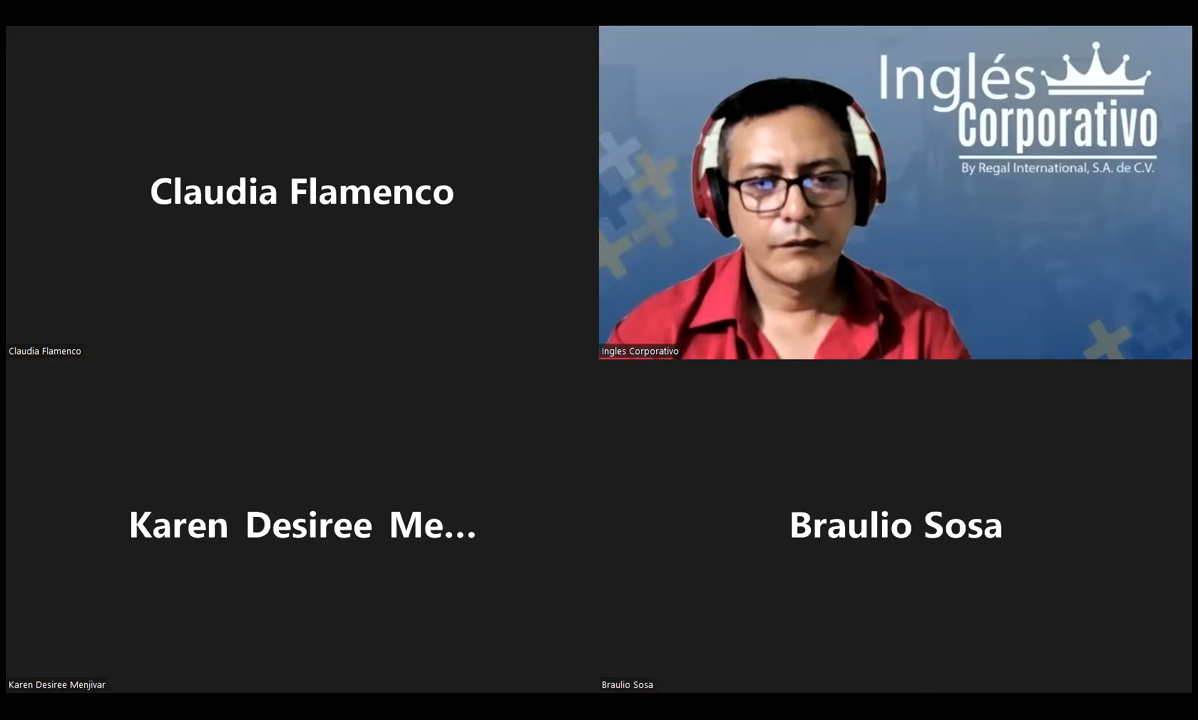 Claudia Flamenco
Claudia Flamenco
Inglés
Corporativo
By Regal International, S.A. de C.V.
Ingles Corporativo
Karen Desiree Me...
Karen Desiree Menjivar
Braulio Sosa
Braulio Sosa